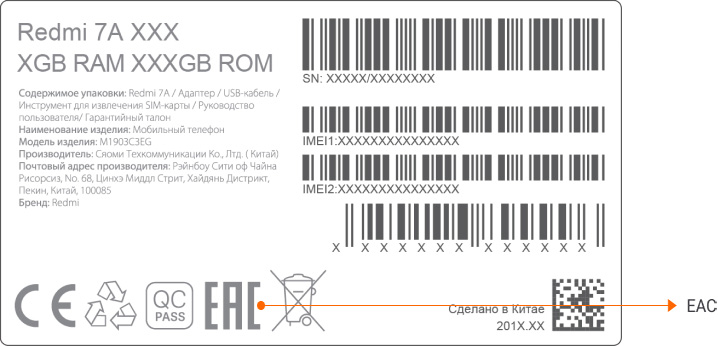 Redmi 7A XXX
XGB RAM XXXGB ROM
Содержимое упаковки: Redmi 7A / Адаптер / USB-кабель /
Инструмент для извлечения SIM-карты / Руководство
пользователя/ Гарантийный талон
Наименование изделия: Мобильный телефон
Модель изделия: M1903C3EG
Производитель: Сяоми Техкоммуникации Ко., Лтд. ( Китай)
Почтовый адрес производителя: Рэйнбоу Сити оф Чайна
Рисорсиз, No. 68, Цинхэ Миддл Стрит, Хайдянь Дистрикт,
Пекин, Китай, 100085
Бренд: Redmi
SN: XXXXX/XXXXXXXX
IMEI1:XXXXXXXXXXXXXXX
IMEI2:XXXXXXXXXXXXXXX
X X X X X X X X X X X X X
CE
QC
PASS
EAC
Сделано в Китае
201X.XX
EAC